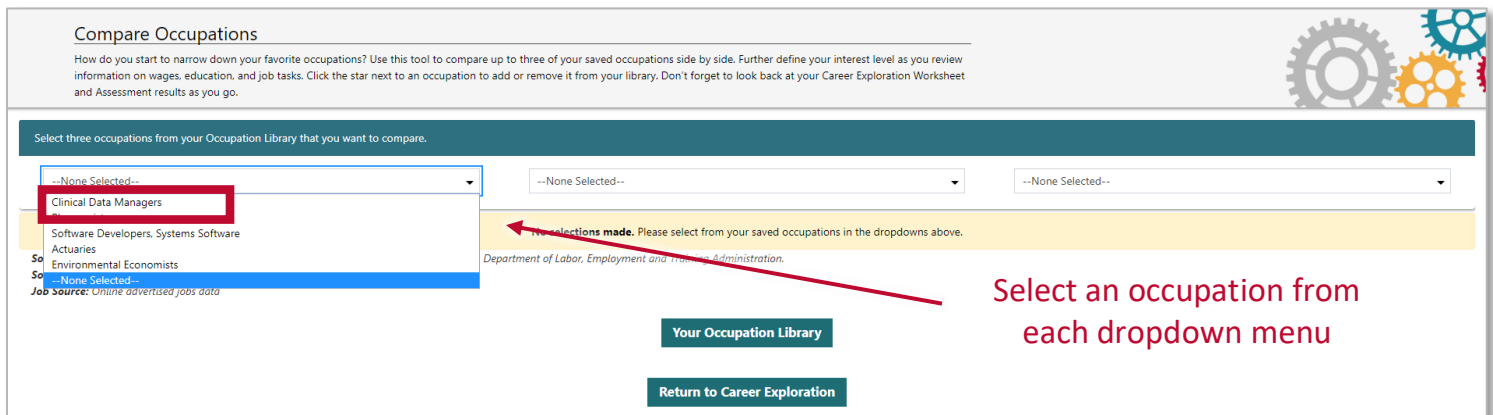 Compare Occupations
How do you start to narrow down your favorite occupations? Use this tool to compare up to three of your saved occupations side by side. Further define your interest level as you review
information on wages, education, and job tasks. Click the star next to an occupation to add or remove it from your library. Don't forget to look back at your Career Exploration Worksheet
and Assessment results as you go.
Select three occupations from your Occupation Library that you want to compare.
--None Selected-- --None Selected-- --None Selected--
Clinical Data Managers
Software Developers, Systems Software
No selections made. Please select from your saved occupations in the dropdowns above.
Actuaries
Environmental Economists
So Department of Labor, Employment and Training Administration.
--None Selected--
So
Job Source: Online advertised jobs data
Select an occupation from
each dropdown menu
Your Occupation Library
Return to Career Exploration